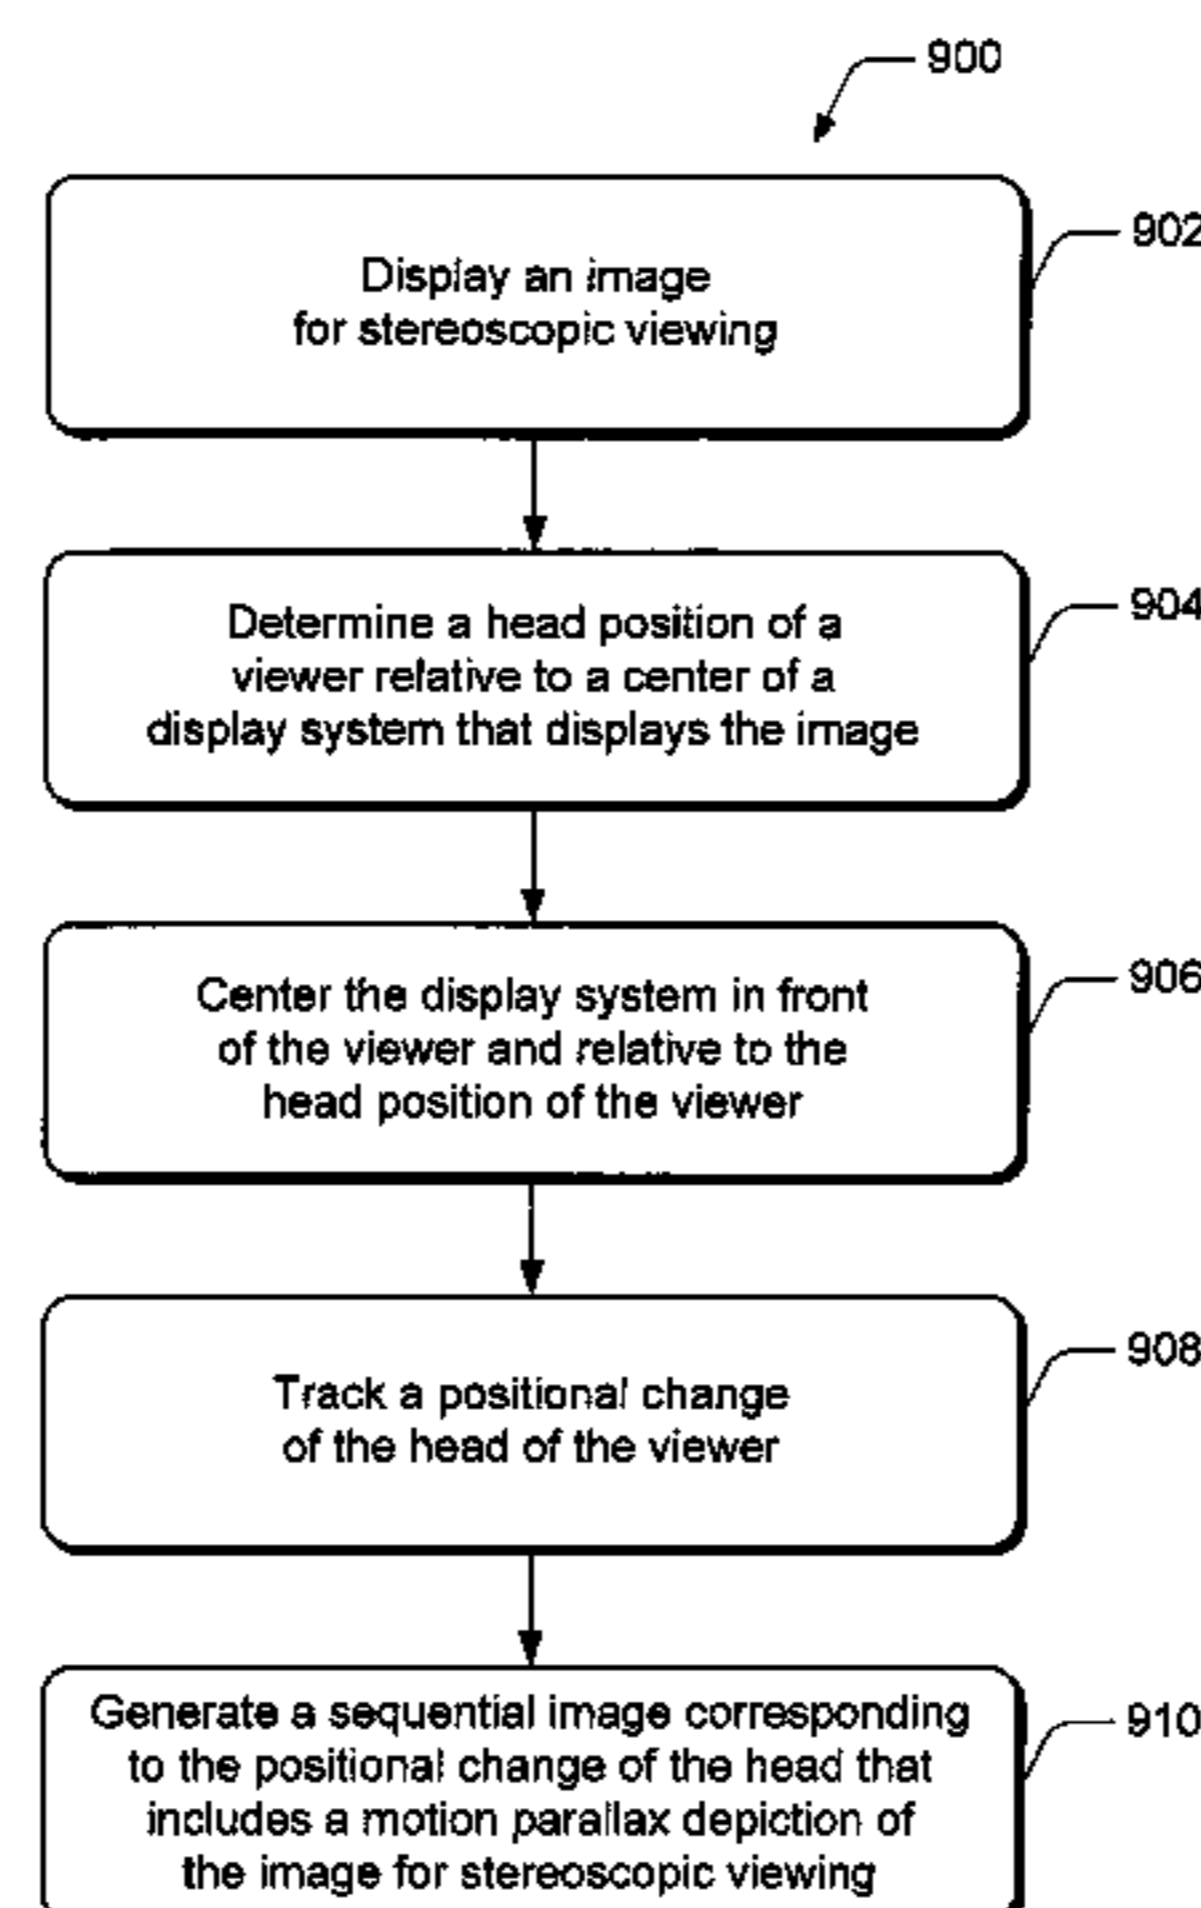 900
902
Display an image
for stereoscopic viewing
904
Determine a head position of a
viewer relative to a center of a
display system that displays the image
906
Center the display system in front
of the viewer and relative to the
head position of the viewer
908
Track a positional change
of the head of the viewer
910
Generate a sequential image corresponding
to the positional change of the head that
includes a motion parallax depiction of
the image for stereoscopic viewing